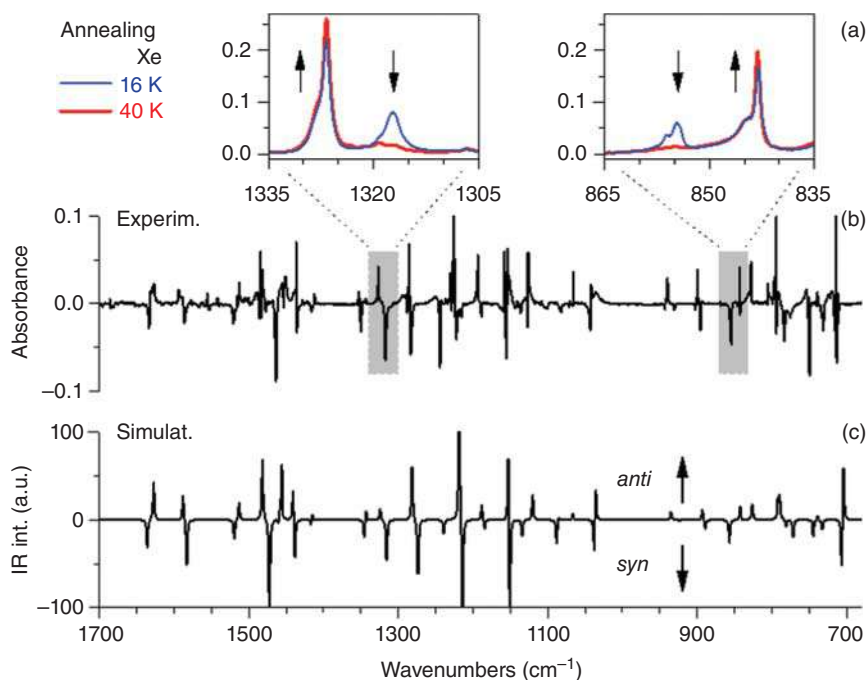 Annealing
Xe
16 K
40 K
(a)
0.2
0.1
0.0
1335
1320
1305
0.2
0.1
0.0
865
850
835
(b)
Experim.
0.1
0.0
−0.1
Absorbance
(c)
Simulat.
100
0
−100
IR int. (a.u.)
anti
syn
1700
1500
1300
1100
900
700
Wavenumbers (cm−1)